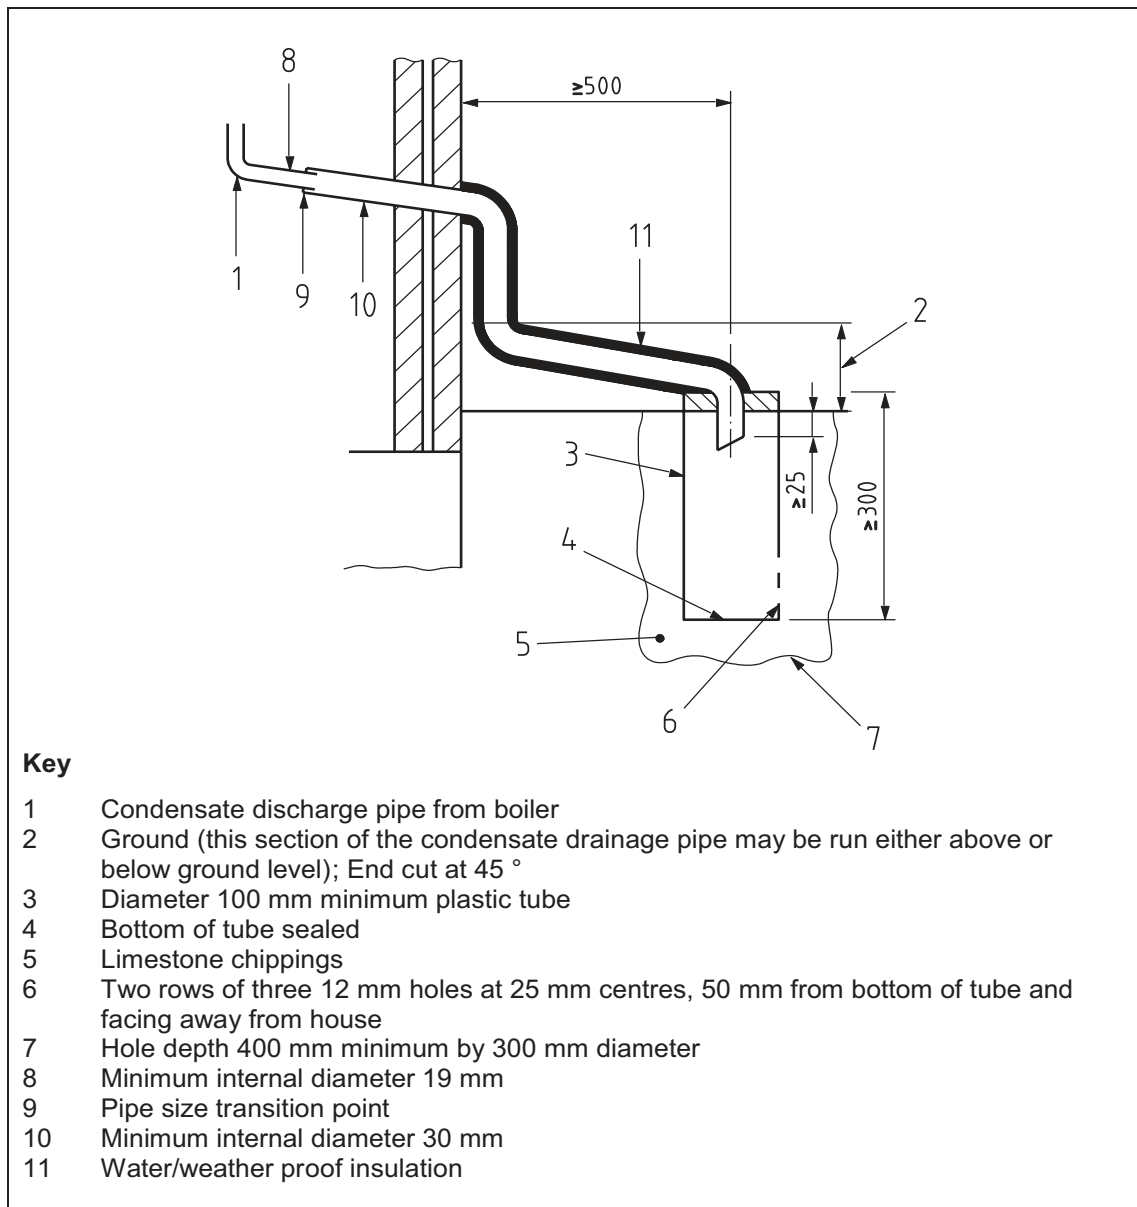 8
≥500
11
1
9
10
2
3
≥25
≥300
4
5
6
7
Key
1 Condensate discharge pipe from boiler
2 Ground (this section of the condensate drainage pipe may be run either above or
below ground level); End cut at 45 °
3 Diameter 100 mm minimum plastic tube
4 Bottom of tube sealed
5 Limestone chippings
6 Two rows of three 12 mm holes at 25 mm centres, 50 mm from bottom of tube and
facing away from house
7 Hole depth 400 mm minimum by 300 mm diameter
8 Minimum internal diameter 19 mm
9 Pipe size transition point
10 Minimum internal diameter 30 mm
11 Water/weather proof insulation